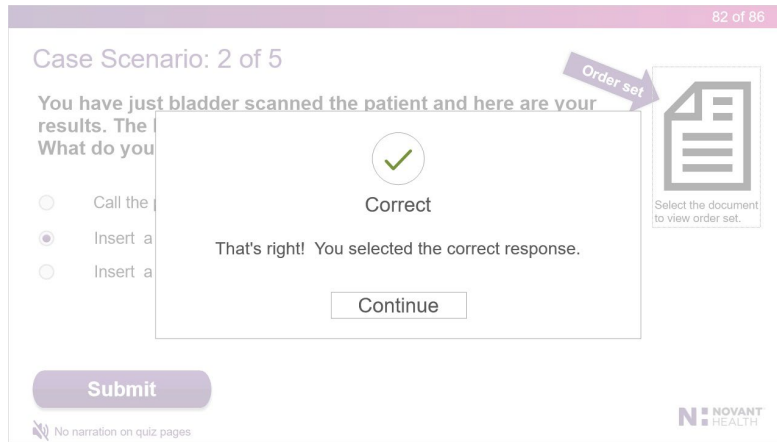 82 of 86
Case Scenario: 2 of 5
Order set
You have just bladder scanned the patient and here are your
results. The
What do you
Call the
Insert a
Insert a
Select the document
to view order set.
Correct
That's right! You selected the correct response.
Continue
Submit
No narration on quiz pages
NOVANT
HEALTH